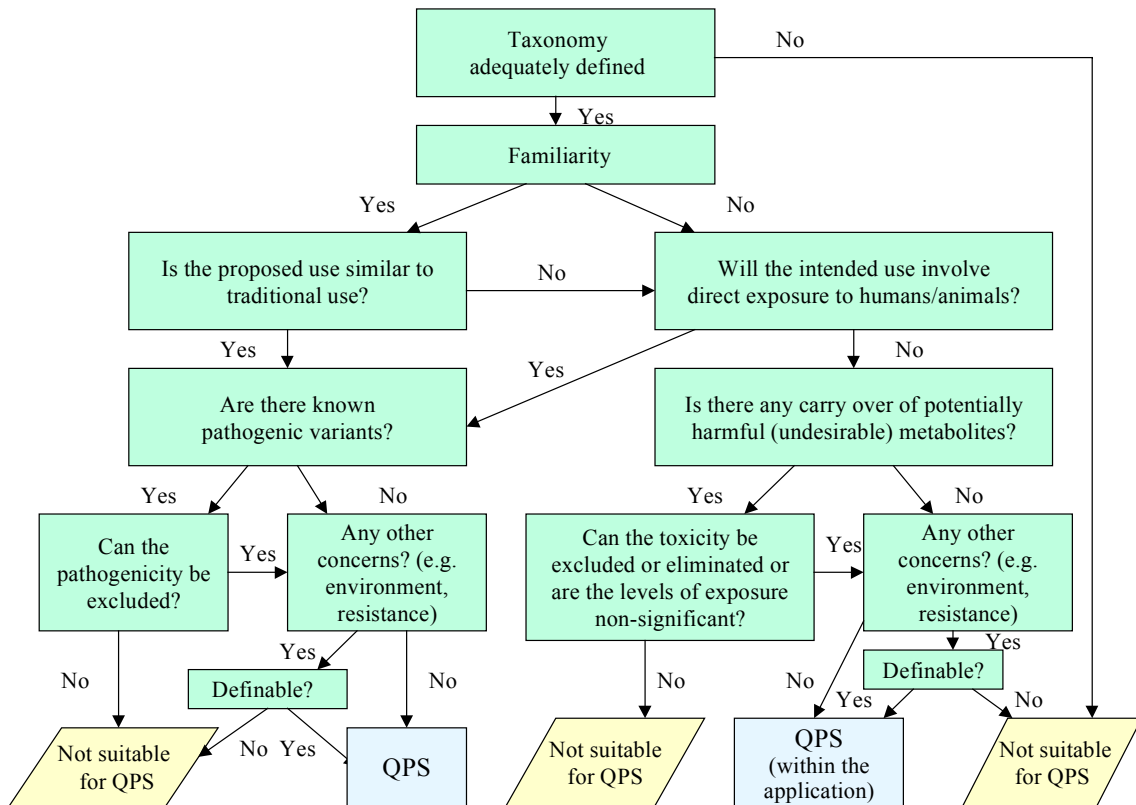 Taxonomy
adequately defined
No
Yes
Familiarity
Yes
No
Is the proposed use similar to
traditional use?
No
Will the intended use involve
direct exposure to humans/animals?
Yes
Yes
No
Are there known
pathogenic variants?
Is there any carry over of potentially
harmful (undesirable) metabolites?
Yes
No
Yes
No
Can the
pathogenicity be
excluded?
Yes
Any other
concerns? (e.g.
environment,
resistance)
Can the toxicity be
excluded or eliminated or
are the levels of exposure
non-significant?
Yes
Any other
concerns? (e.g.
environment,
resistance)
No
Yes
Definable?
No
No
No
Yes
Definable?
Yes
No
Not suitable
for QPS
No
Yes
QPS
Not suitable
for QPS
QPS
(within the
application)
Not suitable
for QPS